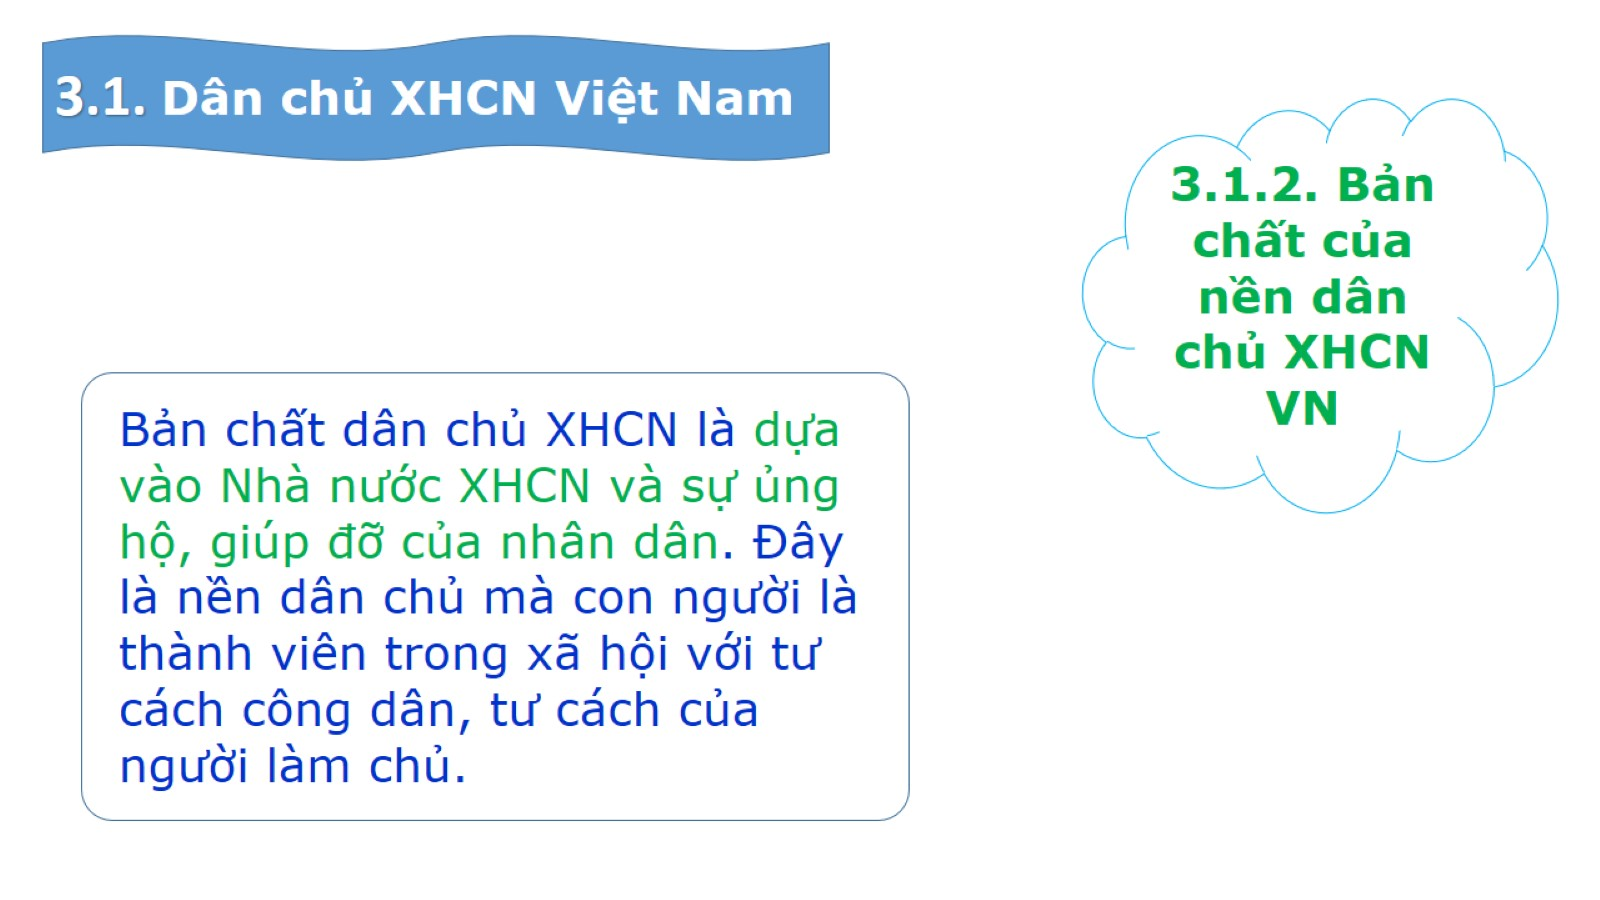 3.1. Dân chủ XHCN Việt Nam
3.1.2. Bản
chất của
nền dân
chủ XHCN
VN
Bản chất dân chủ XHCN là dựa
vào Nhà nước XHCN và sự ủng
hộ, giúp đỡ của nhân dân. Đây
là nền dân chủ mà con người là
thành viên trong xã hội với tư
cách công dân, tư cách của
người làm chủ.